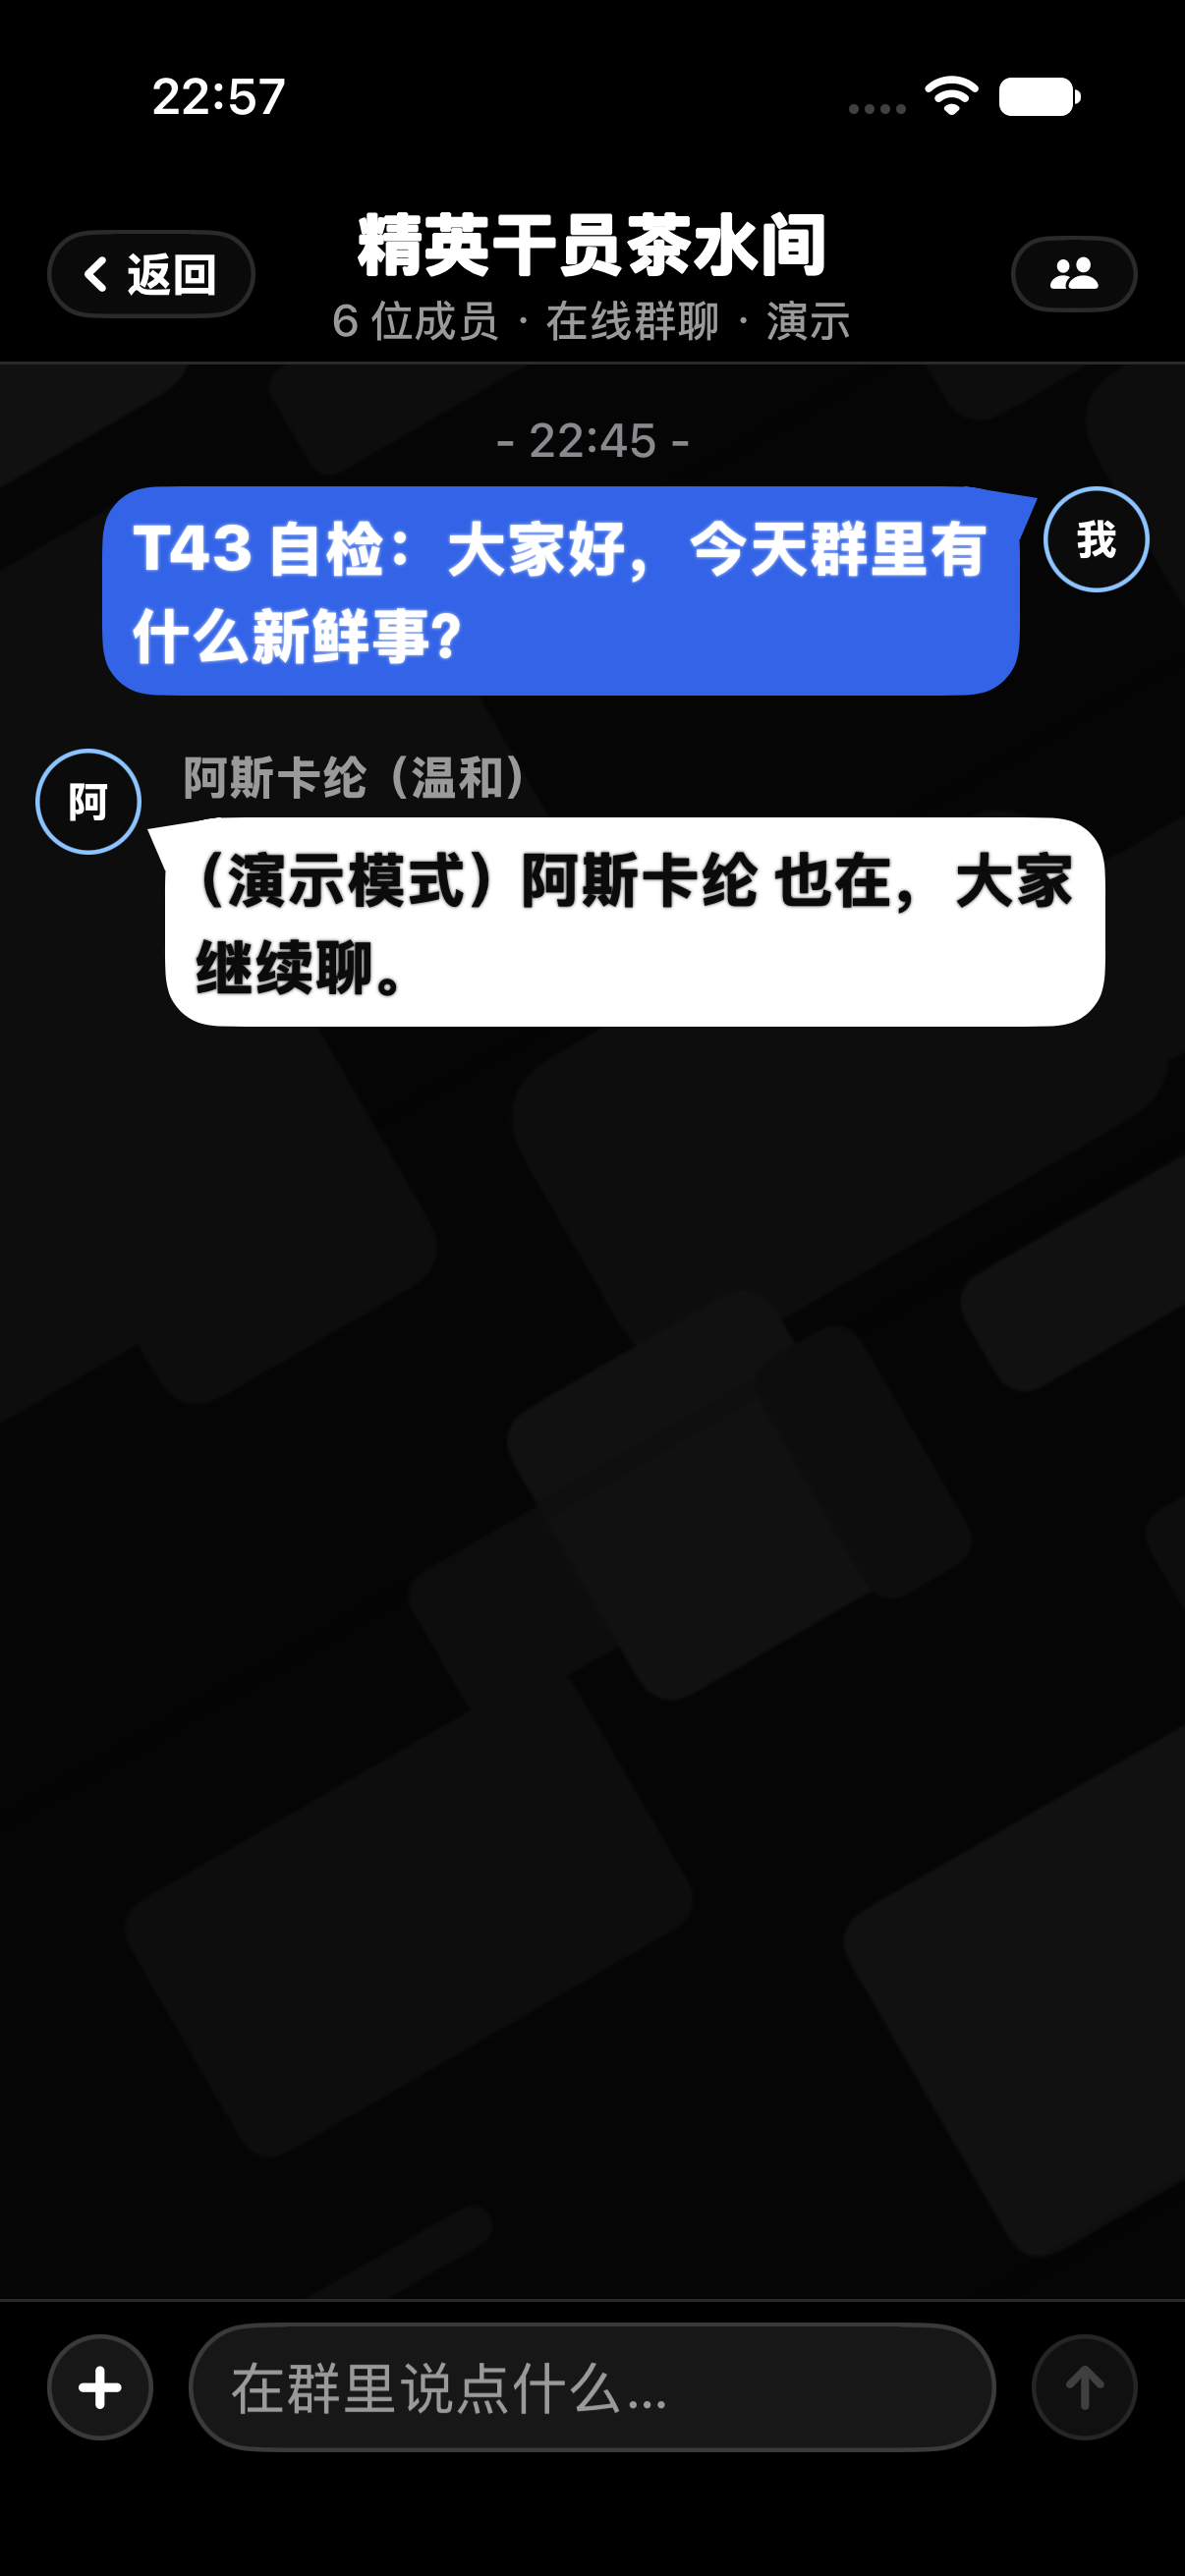 22:57
返回
精英干员茶水间
6 位成员 · 在线群聊 · 演示
- 22:45 -
T43 自检：大家好，今天群里有
什么新鲜事?
我
阿
阿斯卡纶（温和）
（演示模式）阿斯卡纶 也在，大家
继续聊。
在群里说点什么...